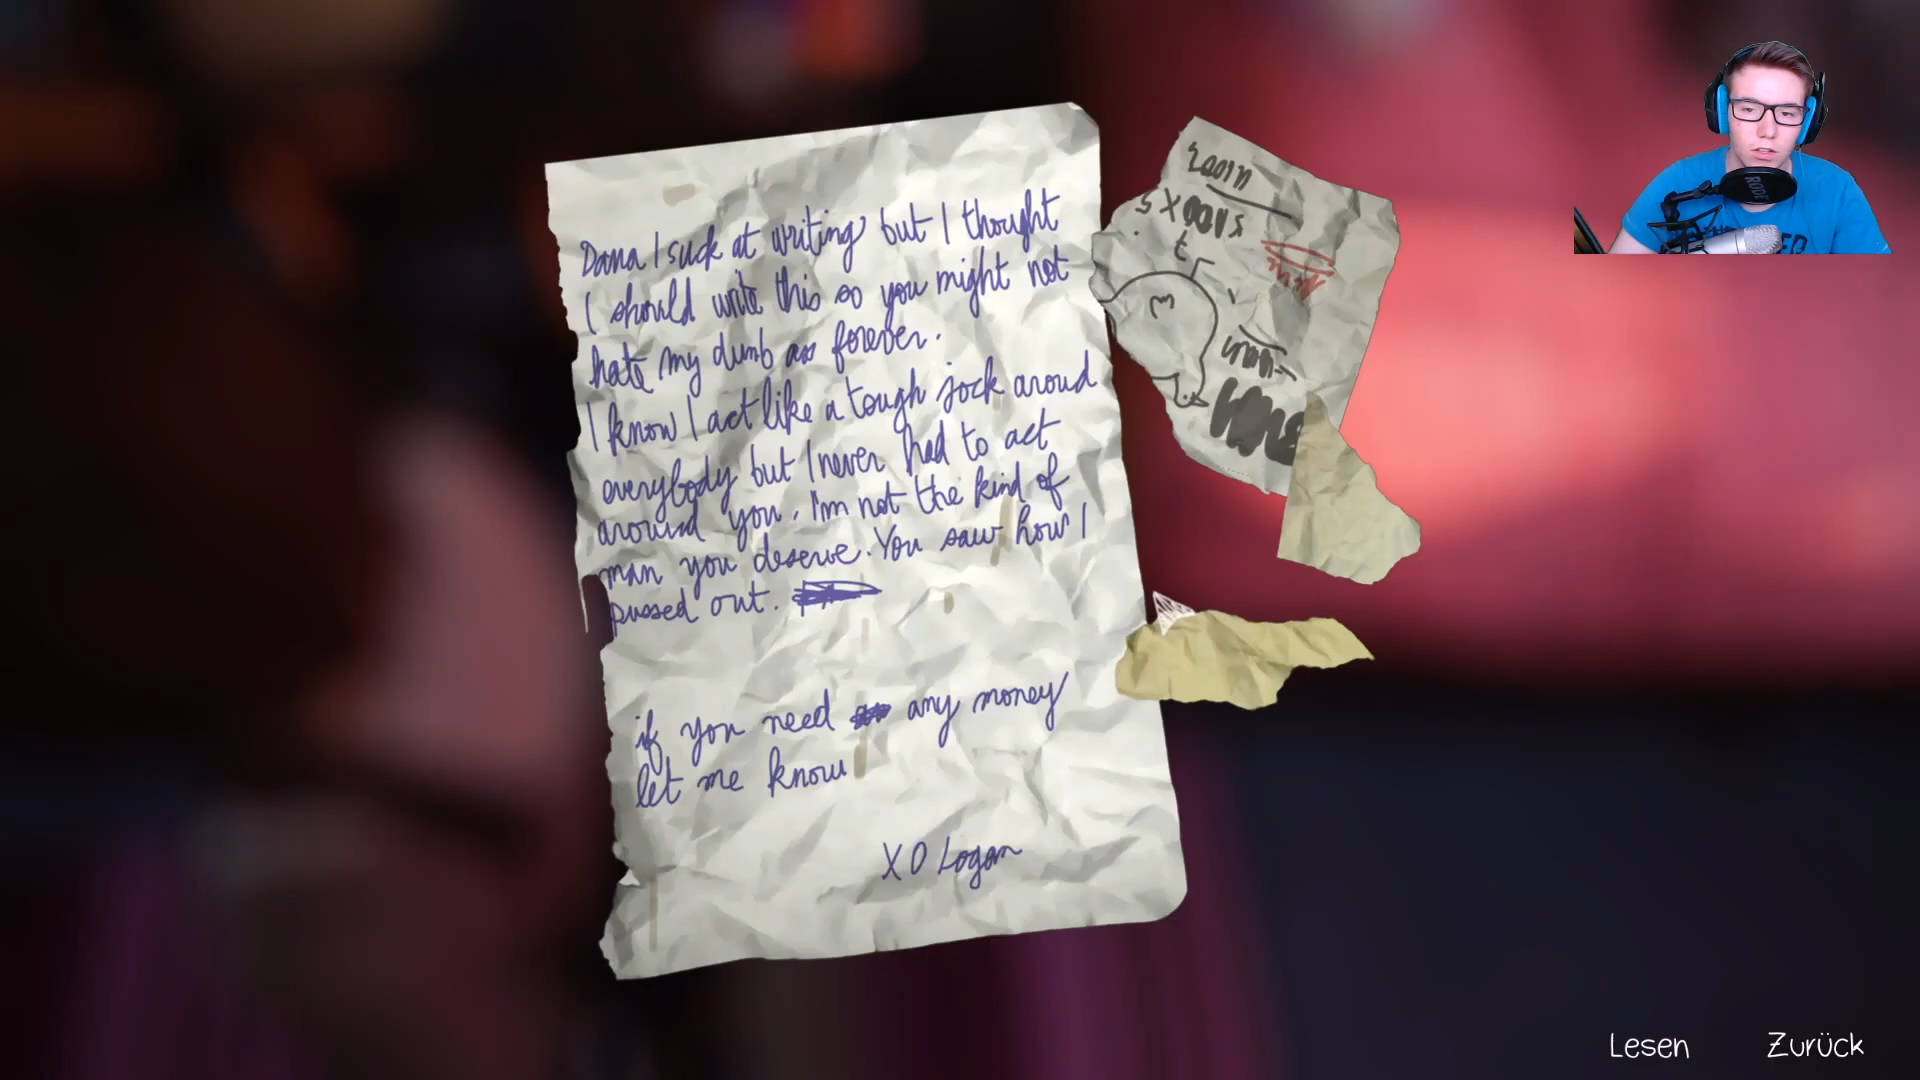 Dana I suck at writing but I thought
I should write this so you might not
hate my dumb ass forever.
I know I act like a tough jock aroud
everybody but I never had to act
around you. I'm not the kind of
man you deserve. You saw how I
pussed out.
if you need any money
let me know
XO Logan
RODE
Lesen
Zurück